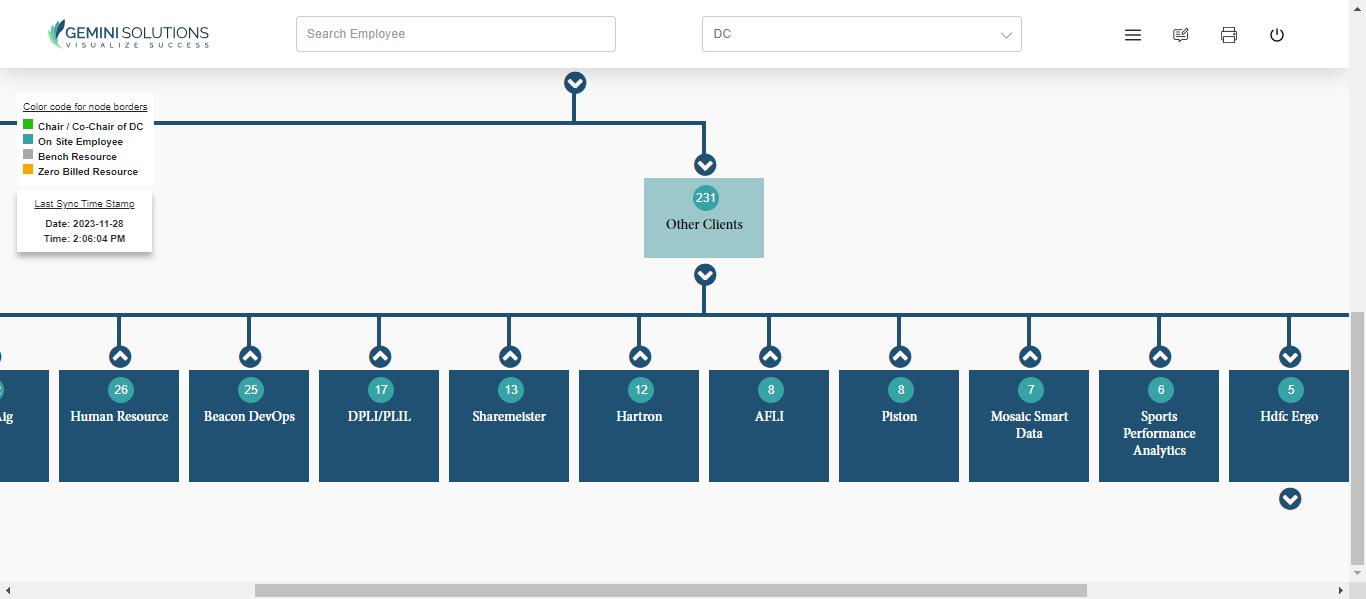 GEMINI SOLUTIONS
VISUALIZE SUCCESS
Search Employee
DC
Color code for node borders
Chair / Co-Chair of DC
On Site Employee
Bench Resource
Zero Billed Resource
Last Sync Time Stamp
Date: 2023-11-28
Time: 2:06:04 PM
231
Other Clients
26
Human Resource
25
Beacon DevOps
17
DPLI/PLIL
13
Sharemeister
12
Hartron
8
AFLI
8
Piston
7
Mosaic Smart
Data
6
Sports
Performance
Analytics
5
Hdfc Ergo